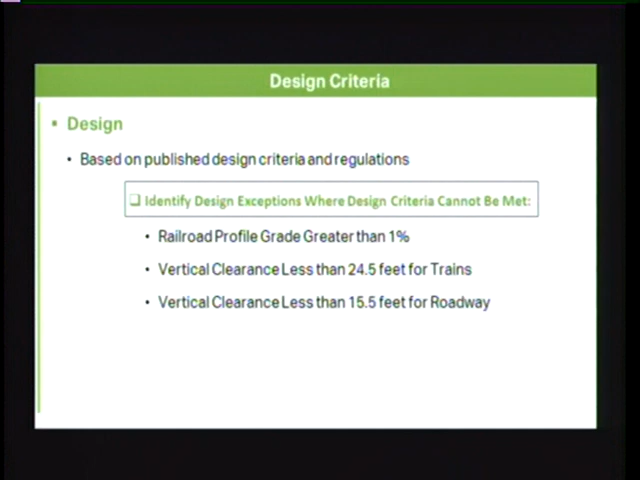 Design Criteria
▪ Design
• Based on published design criteria and regulations
❑ Identify Design Exceptions Where Design Criteria Cannot Be Met:
• Railroad Profile Grade Greater than 1%
• Vertical Clearance Less than 24.5 feet for Trains
• Vertical Clearance Less than 15.5 feet for Roadway